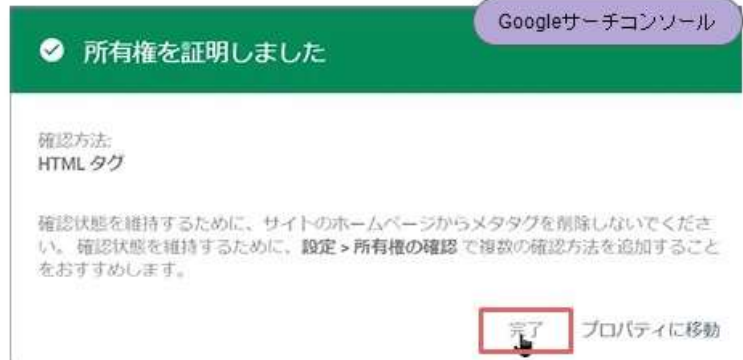 Googleサーチコンソール
所有権を証明しました
確認方法:
HTML タグ
確認状態を維持するために、サイトのホームページからメタタグを削除しないでくださ
い。 確認状態を維持するために、設定 > 所有権の確認 で複数の確認方法を追加すること
をおすすめします。
完了 プロパティに移動